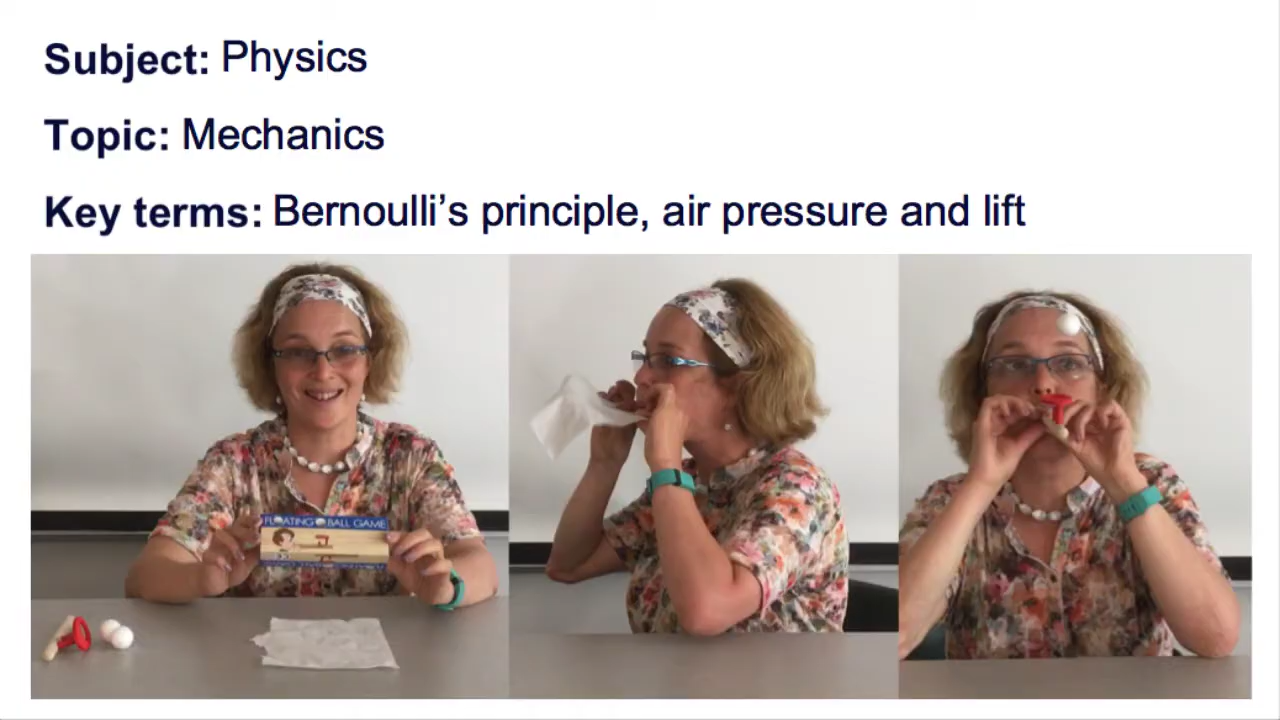 Subject: Physics
Topic: Mechanics
Key terms: Bernoulli's principle, air pressure and lift
FLOATING BALL GAME